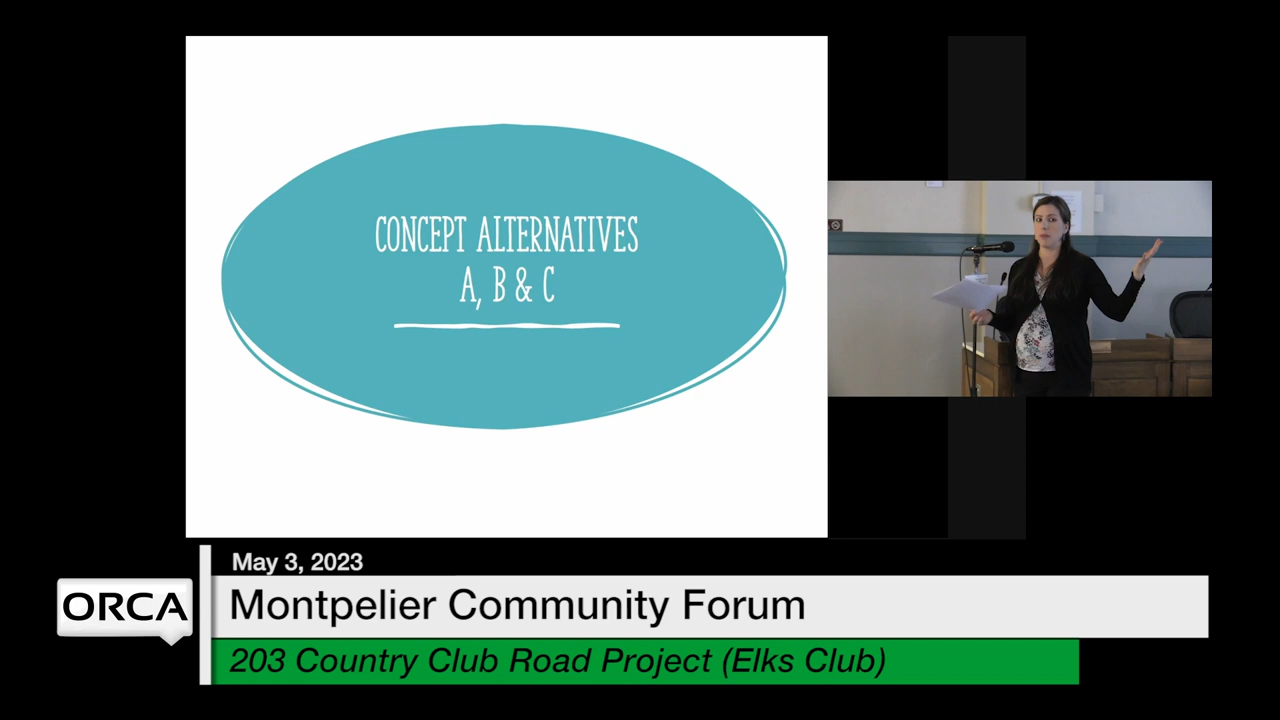 CONCEPT ALTERNATIVES
A, B & C
May 3, 2023
ORCA
Montpelier Community Forum
203 Country Club Road Project (Elks Club)